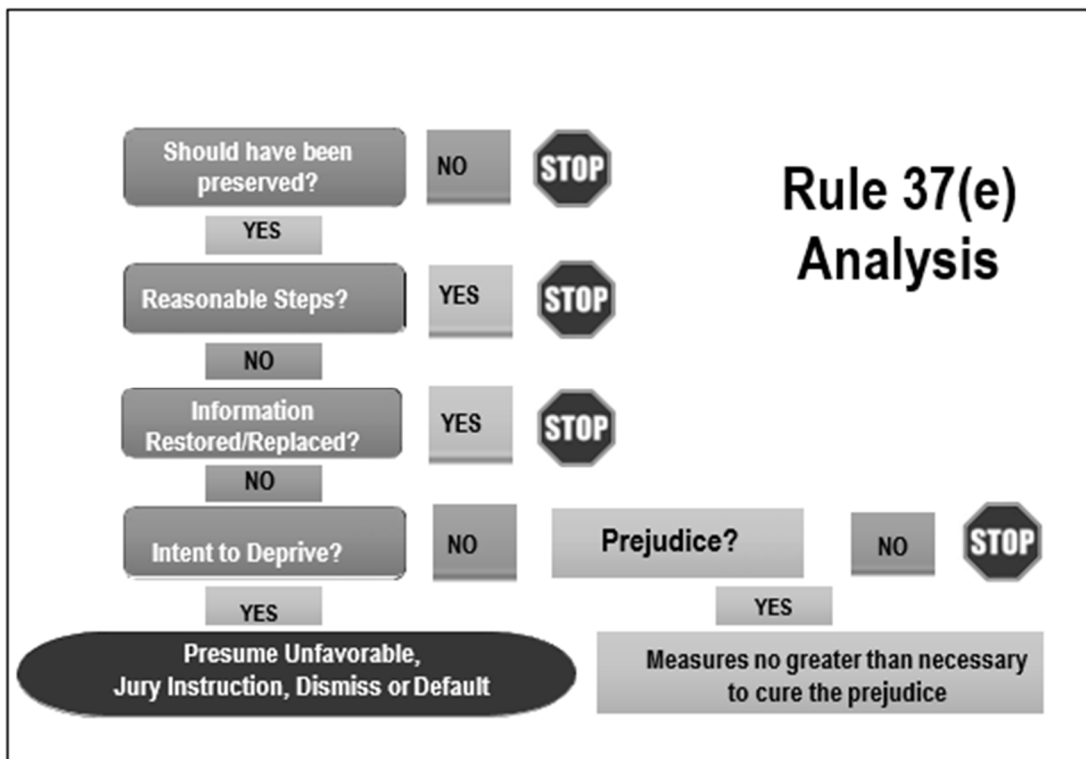 Rule 37(e)
Analysis
Should have been
preserved?
NO
STOP
YES
Reasonable Steps?
YES
STOP
NO
Information
Restored/Replaced?
YES
STOP
NO
Intent to Deprive?
NO
Prejudice?
NO
STOP
YES
YES
Presume Unfavorable,
Jury Instruction, Dismiss or Default
Measures no greater than necessary
to cure the prejudice